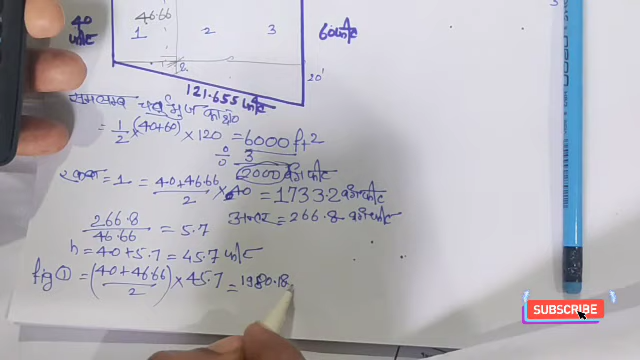 40 फीट
46.66
1 2 3
60 फीट
20'
121.655 फीट
समलम्ब चतुर्भुज का क्षे०
= 1/2 × (40+60) × 120 = 6000 ft2
3
2000 वर्ग फीट
= 1 = 40+46.66/2 × 40 = 1733.2 वर्ग फीट
266.8/46.66 = 5.7
अन्तर = 266.8 वर्ग फीट
h = 40 + 5.7 = 45.7 फीट
fig ① = (40+46.66/2) × 45.7 = 1980.18
SUBSCRIBE